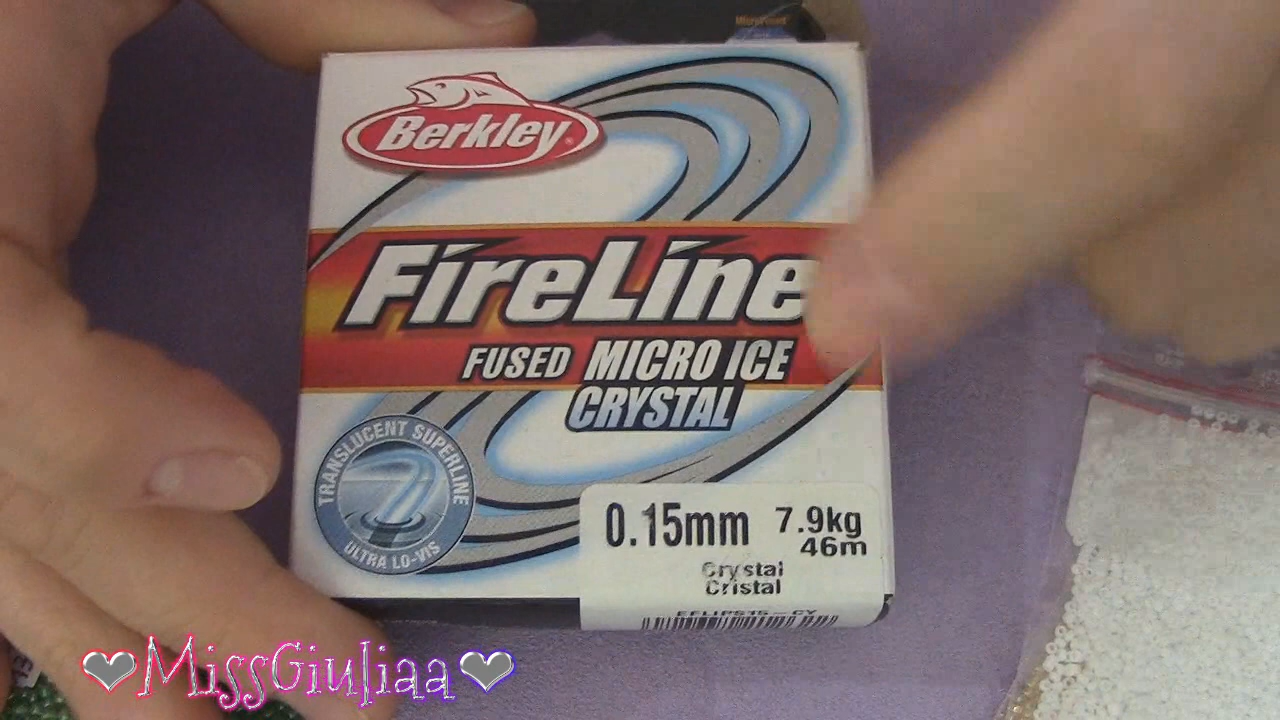 Berkley
FireLine
FUSED MICRO ICE
CRYSTAL
TRANSLUCENT SUPERLINE
ULTRA LO-VIS
0.15mm 7.9kg
46m
Crystal
Cristal
❤MissGiuliaa❤